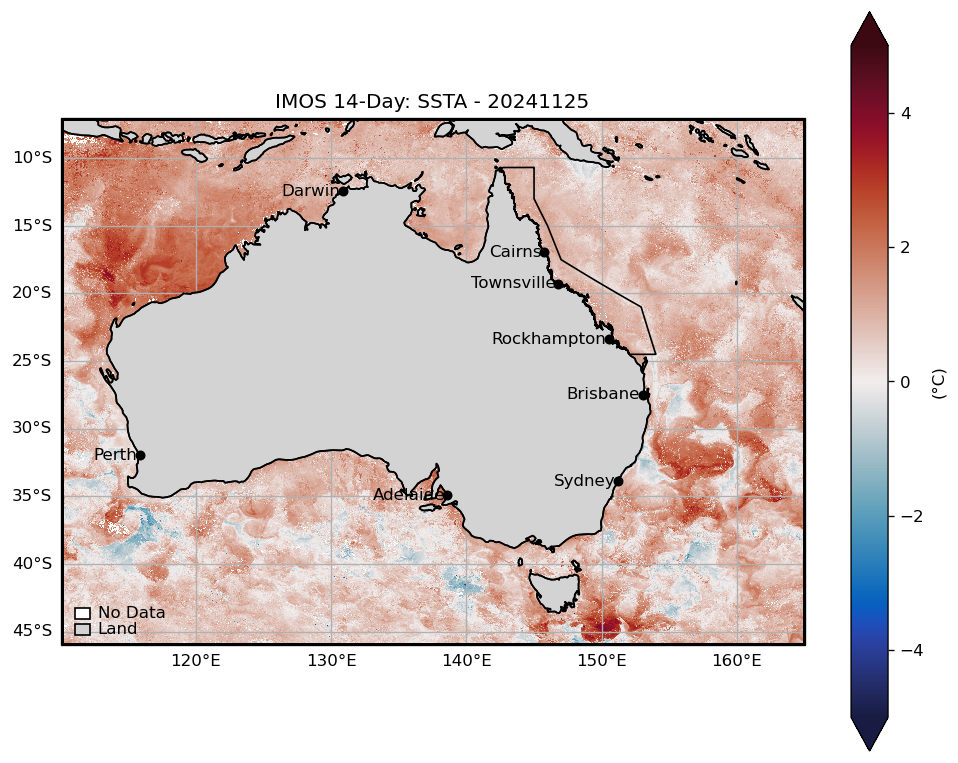 IMOS 14-Day: SSTA - 20241125
10°S
15°S
20°S
25°S
30°S
35°S
40°S
45°S
Darwin
Cairns
Townsville
Rockhampton
Brisbane
Perth
Sydney
Adelaide
No Data
Land
120°E 130°E 140°E 150°E 160°E
4
2
0
−2
−4
(°C)